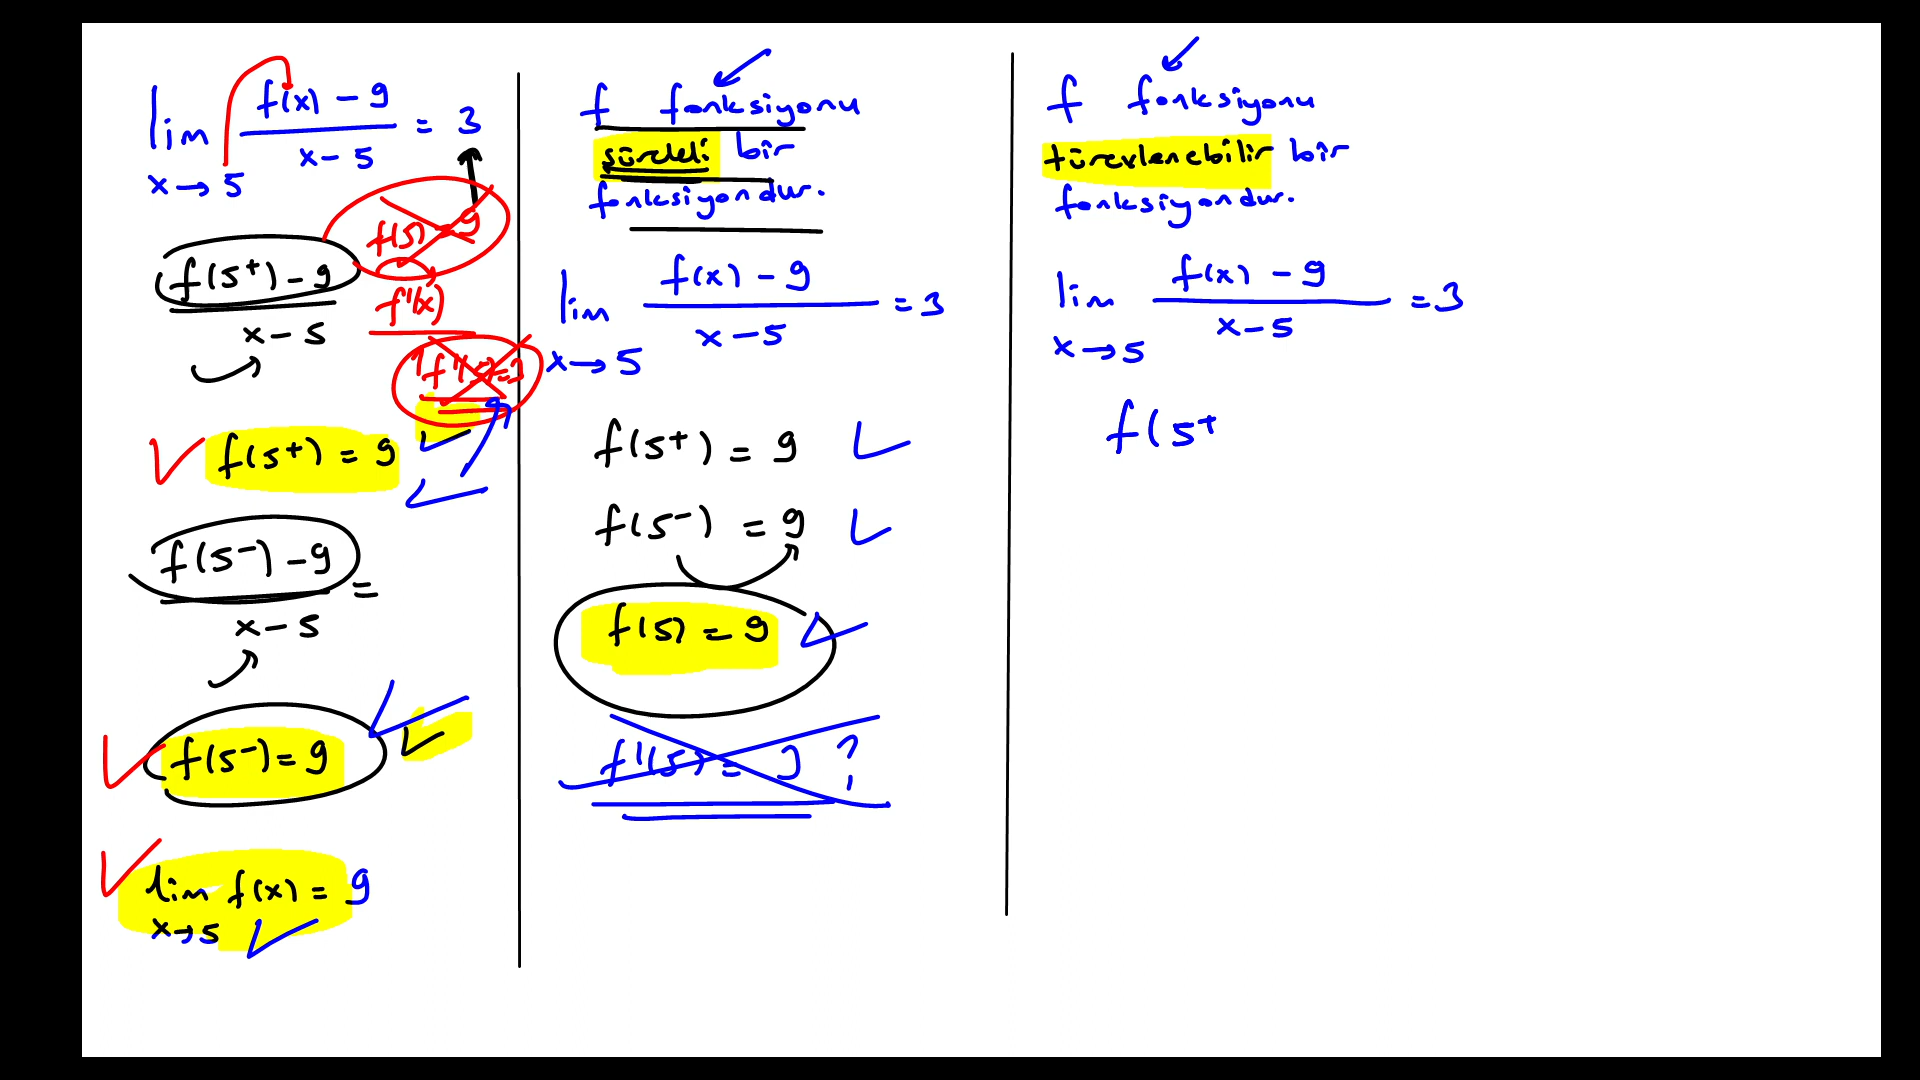 lim f(x) - 9 / x - 5 = 3
x → 5
f(5) = 9
f(5⁺) - 9
x - 5
f'(x)
1
f'(5) = 3
f(5⁺) = 9
f(5⁻) - 9 =
x - 5
f(5⁻) = 9
lim f(x) = 9
x → 5
f fonksiyonu
sürekli bir
fonksiyondur.
lim f(x) - 9 / x - 5 = 3
x → 5
f(5⁺) = 9
f(5⁻) = 9
f(5) = 9
f'(5) = ?
f fonksiyonu
türevlenebilir bir
fonksiyondur.
lim f(x) - 9 / x - 5 = 3
x → 5
f(5⁺